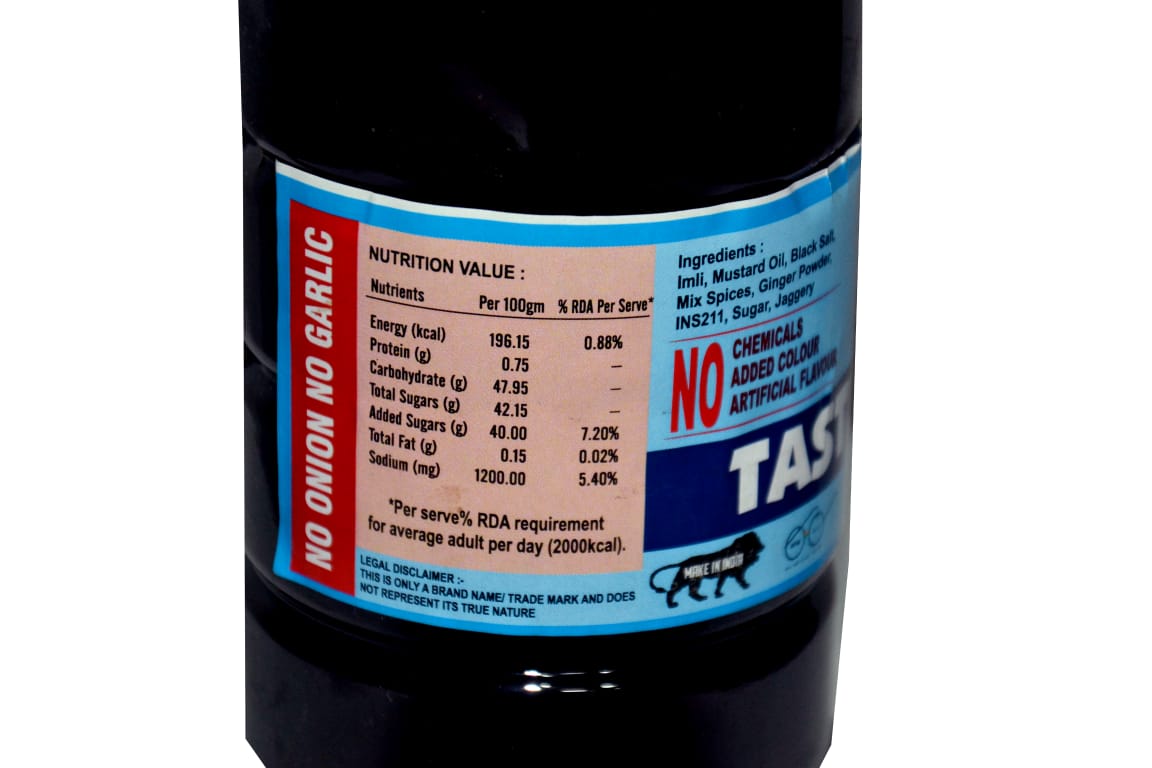 NO ONION NO GARLIC
NUTRITION VALUE :
Nutrients Per 100gm % RDA Per Serve*
Energy (kcal) 196.15 0.88%
Protein (g) 0.75 —
Carbohydrate (g) 47.95 —
Total Sugars (g) 42.15 —
Added Sugars (g) 40.00 7.20%
Total Fat (g) 0.15 0.02%
Sodium (mg) 1200.00 5.40%
*Per serve% RDA requirement
for average adult per day (2000kcal).
LEGAL DISCLAIMER :-
THIS IS ONLY A BRAND NAME/ TRADE MARK AND DOES
NOT REPRESENT ITS TRUE NATURE
Ingredients :
Imli, Mustard Oil, Black Salt,
Mix Spices, Ginger Powder,
INS211, Sugar, Jaggery
NO
CHEMICALS
ADDED COLOUR
ARTIFICIAL FLAVOUR
TAST
MAKE IN INDIA